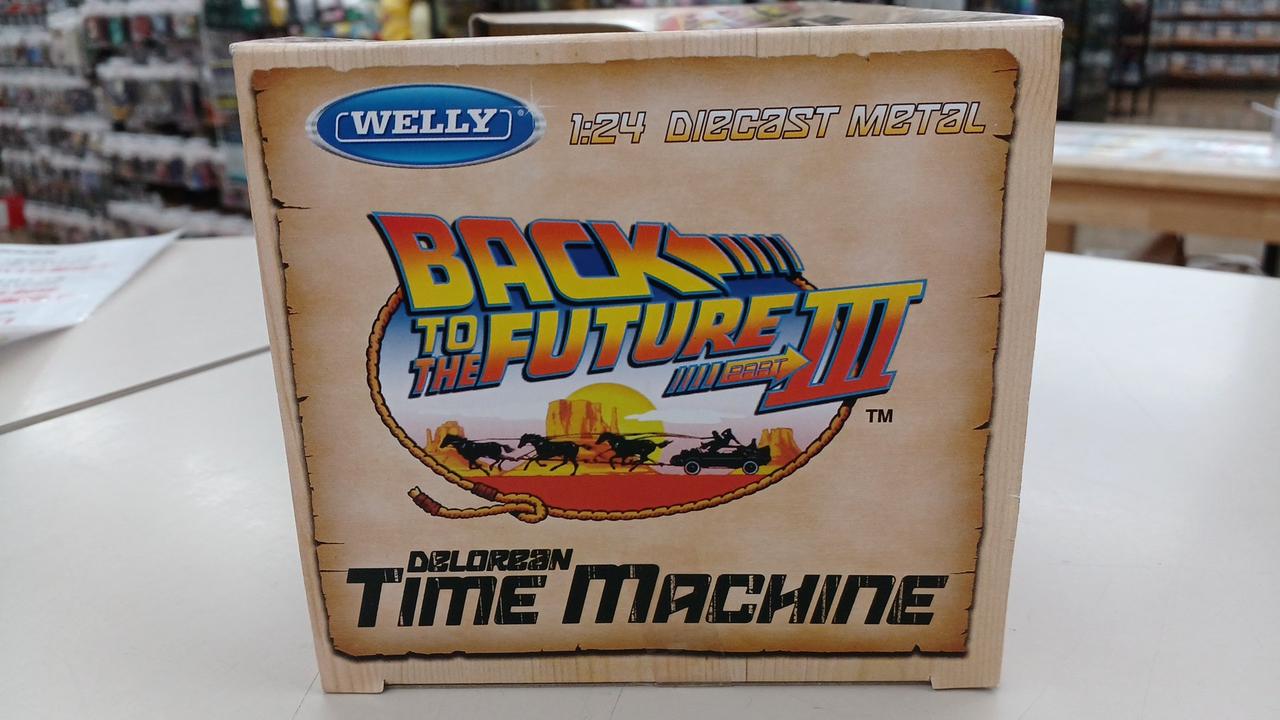 WELLY®
1:24 DIECAST METAL
BACK
TO THE FUTURE
PART III
TM
DELOREAN
TIME MACHINE